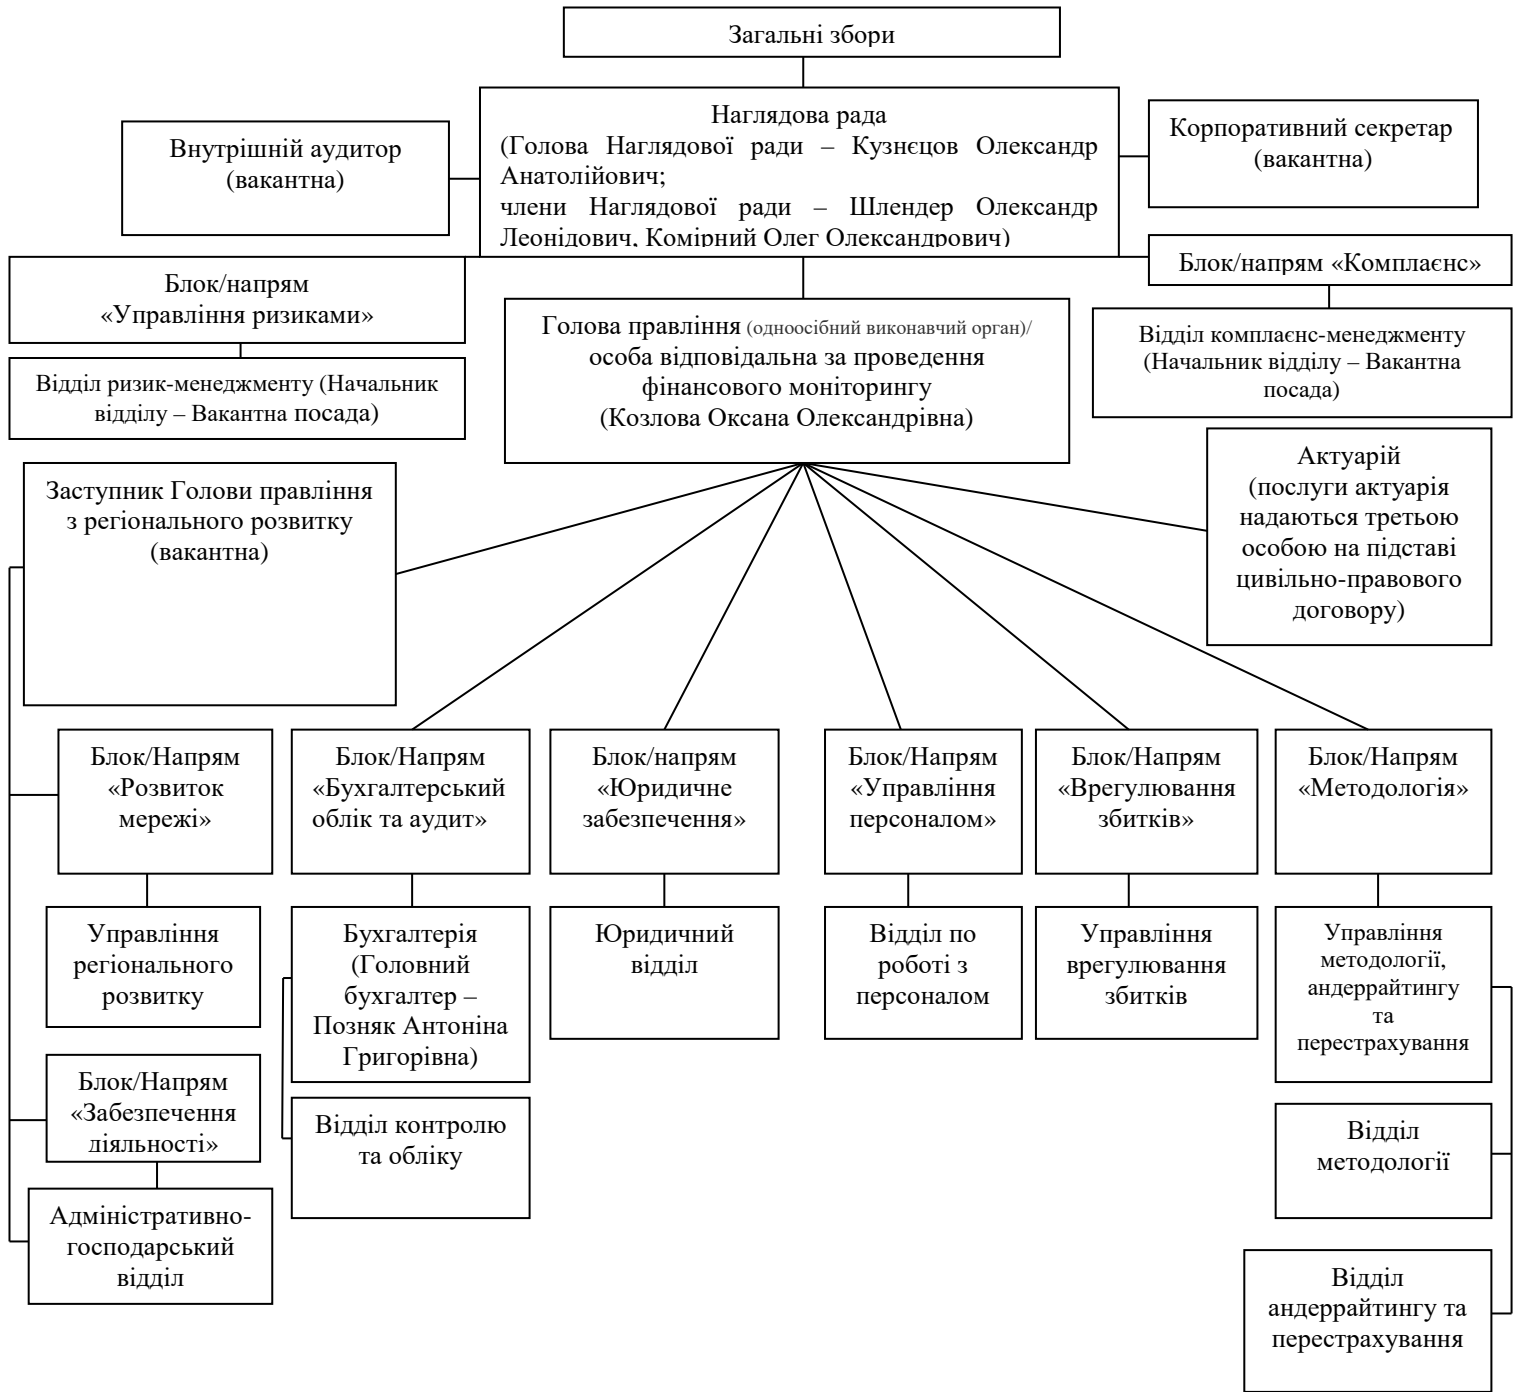 Загальні збори
Наглядова рада
(Голова Наглядової ради – Кузнєцов Олександр
Анатолійович;
члени Наглядової ради – Шлендер Олександр
Леонідович, Комірний Олег Олександрович)
Внутрішній аудитор
(вакантна)
Корпоративний секретар
(вакантна)
Блок/напрям
«Управління ризиками»
Блок/напрям «Комплаєнс»
Відділ ризик-менеджменту (Начальник
відділу – Вакантна посада)
Голова правління (одноосібний виконавчий орган)/
особа відповідальна за проведення
фінансового моніторингу
(Козлова Оксана Олександрівна)
Відділ комплаєнс-менеджменту
(Начальник відділу – Вакантна
посада)
Заступник Голови правління
з регіонального розвитку
(вакантна)
Актуарій
(послуги актуарія
надаються третьою
особою на підставі
цивільно-правового
договору)
Блок/Напрям
«Розвиток
мережі»
Блок/Напрям
«Бухгалтерський
облік та аудит»
Блок/напрям
«Юридичне
забезпечення»
Блок/Напрям
«Управління
персоналом»
Блок/Напрям
«Врегулювання
збитків»
Блок/Напрям
«Методологія»
Управління
регіонального
розвитку
Бухгалтерія
(Головний
бухгалтер –
Позняк Антоніна
Григорівна)
Юридичний
відділ
Відділ по
роботі з
персоналом
Управління
врегулювання
збитків
Управління
методології,
андеррайтингу
та
перестрахування
Блок/Напрям
«Забезпечення
діяльності»
Відділ контролю
та обліку
Відділ
методології
Адміністративно-
господарський
відділ
Відділ
андеррайтингу та
перестрахування